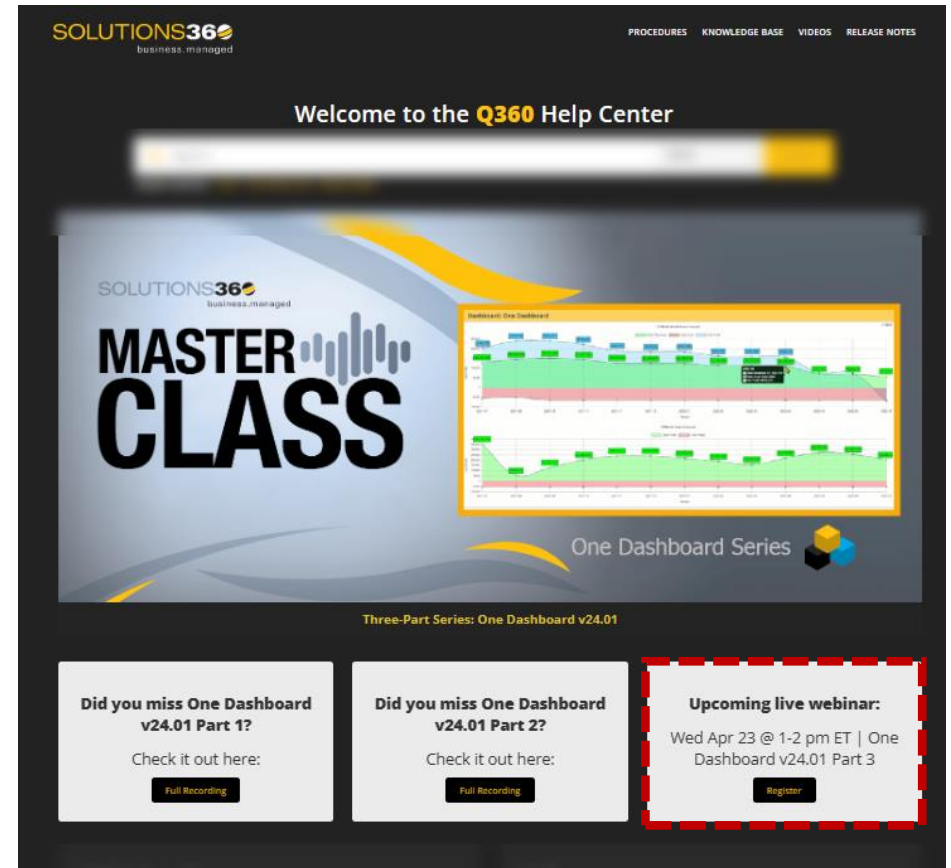 SOLUTIONS360
business.managed
PROCEDURES KNOWLEDGE BASE VIDEOS RELEASE NOTES
Welcome to the Q360 Help Center
SOLUTIONS360
business.managed
MASTER
CLASS
Dashboard: One Dashboard
One Dashboard Series
Three-Part Series: One Dashboard v24.01
Did you miss One Dashboard
v24.01 Part 1?
Check it out here:
Full Recording
Did you miss One Dashboard
v24.01 Part 2?
Check it out here:
Full Recording
Upcoming live webinar:
Wed Apr 23 @ 1-2 pm ET | One
Dashboard v24.01 Part 3
Register